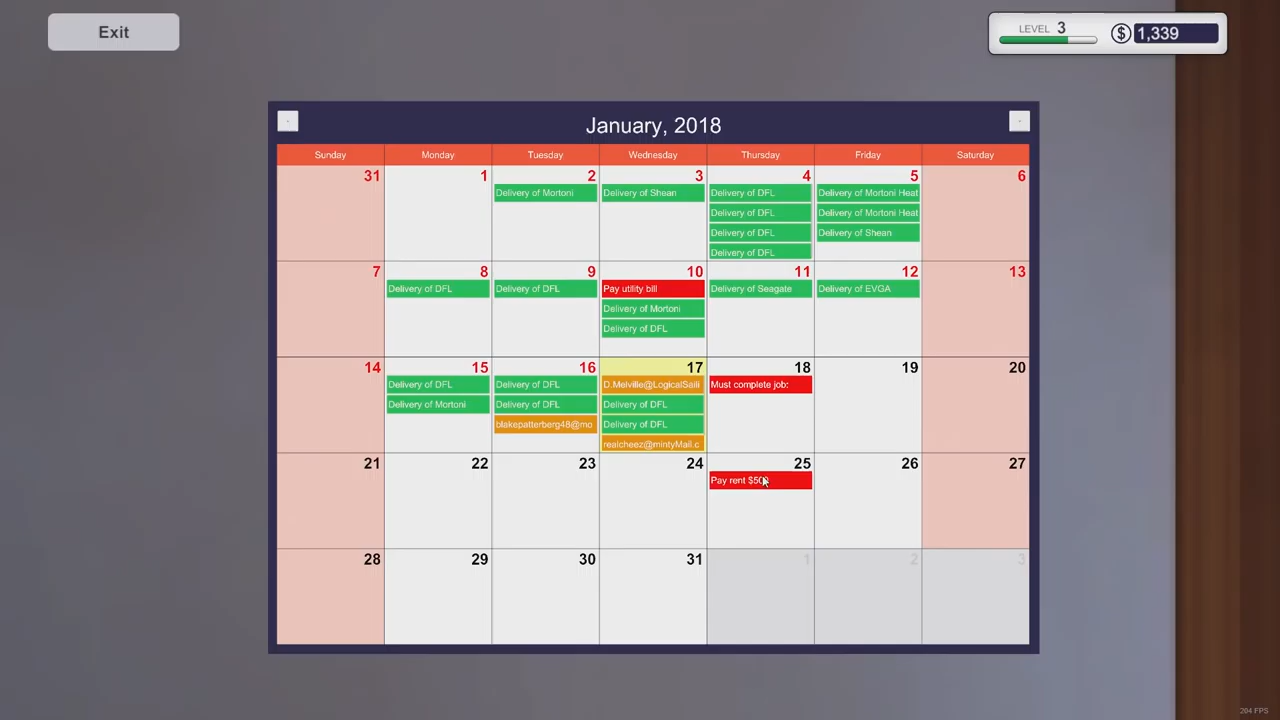 Exit
LEVEL 3
$ 1,339
January, 2018
Sunday Monday Tuesday Wednesday Thursday Friday Saturday
31 1 2 3 4 5 6
Delivery of Mortoni
Delivery of Shean
Delivery of DFL
Delivery of DFL
Delivery of DFL
Delivery of DFL
Delivery of Mortoni Heat
Delivery of Mortoni Heat
Delivery of Shean
7 8 9 10 11 12 13
Delivery of DFL
Delivery of DFL
Pay utility bill
Delivery of Mortoni
Delivery of DFL
Delivery of Seagate
Delivery of EVGA
14 15 16 17 18 19 20
Delivery of DFL
Delivery of Mortoni
Delivery of DFL
Delivery of DFL
blakepatterberg48@mo
D.Melville@LogicalSaili
Delivery of DFL
Delivery of DFL
realcheez@mintyMail.c
Must complete job:
21 22 23 24 25 26 27
Pay rent
28 29 30 31 1 2 3
204 FPS